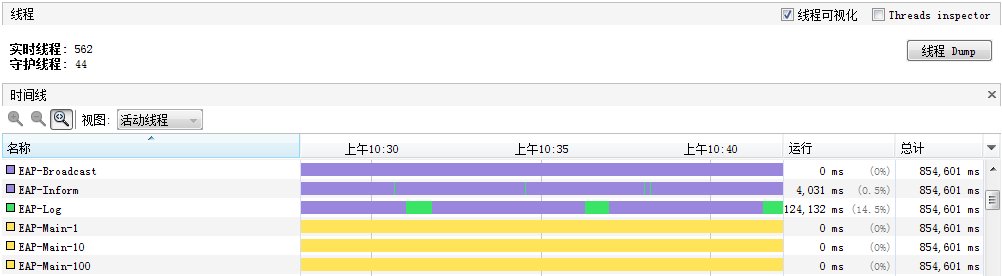 线程
线程可视化 Threads inspector
实时线程: 562
守护线程: 44
线程 Dump
时间线
视图: 活动线程
名称 上午10:30 上午10:35 上午10:40 运行 总计
EAP-Broadcast 0 ms (0%) 854,601 ms
EAP-Inform 4,031 ms (0.5%) 854,601 ms
EAP-Log 124,132 ms (14.5%) 854,601 ms
EAP-Main-1 0 ms (0%) 854,601 ms
EAP-Main-10 0 ms (0%) 854,601 ms
EAP-Main-100 0 ms (0%) 854,601 ms